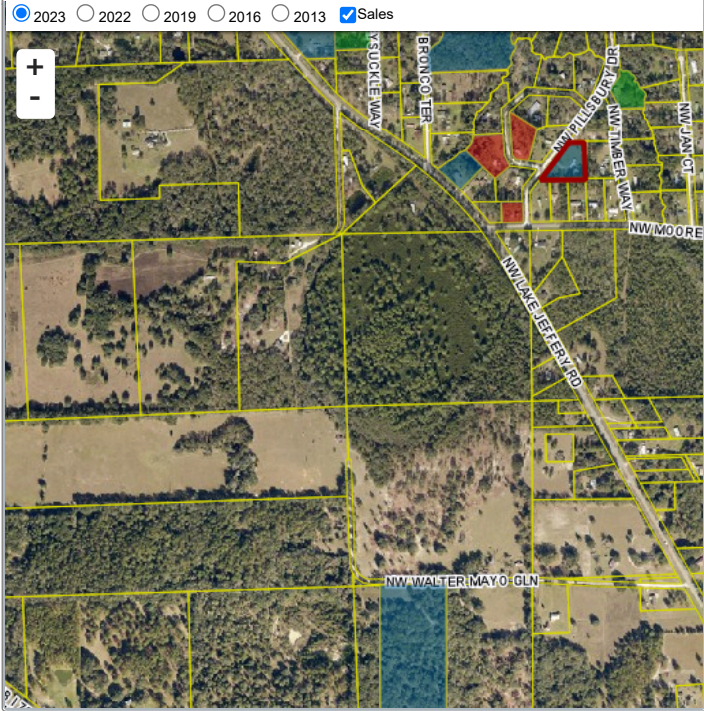 2023 2022 2019 2016 2013 Sales
+
-
YSUCKLE WAY
BRONCO TER
NW PILLSBURY DR
NW TIMBER WAY
NW JAN CT
NW MOORE
NW LAKE JEFFERY RD
NW WALTER MAYO GLN